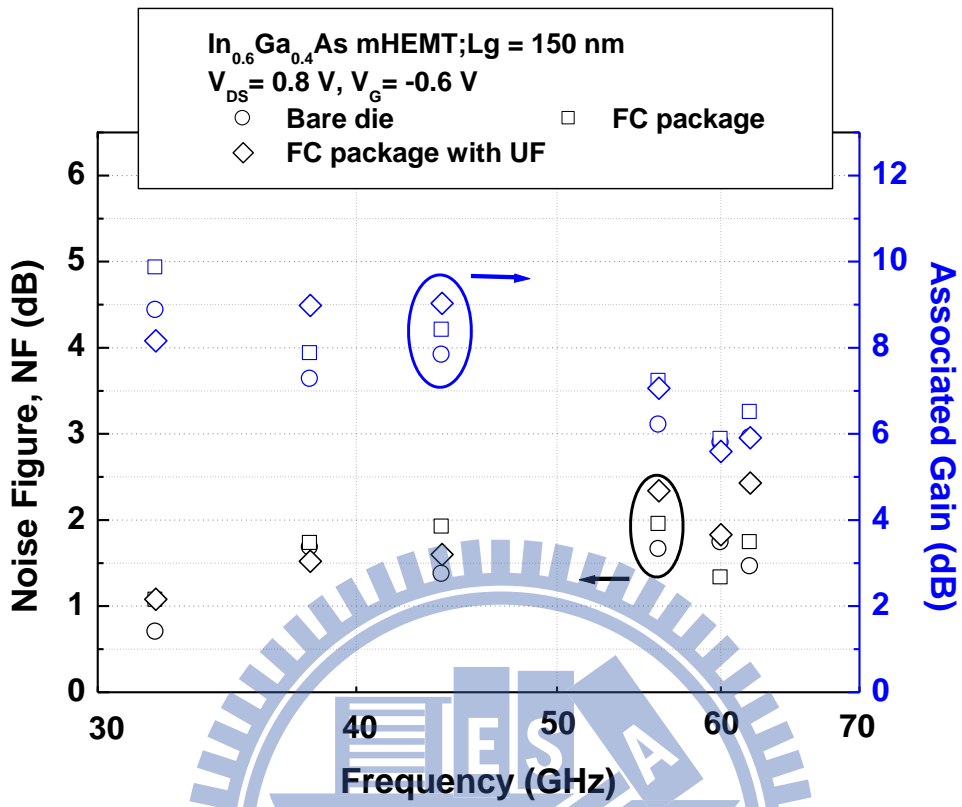 In0.6Ga0.4As mHEMT;Lg = 150 nm
VDS= 0.8 V, VG= -0.6 V
Bare die
FC package
FC package with UF
Noise Figure, NF (dB)
6
5
4
3
2
1
0
12
10
8
6
4
2
0
Associated Gain (dB)
30
40
50
60
70
Frequency (GHz)
ESA